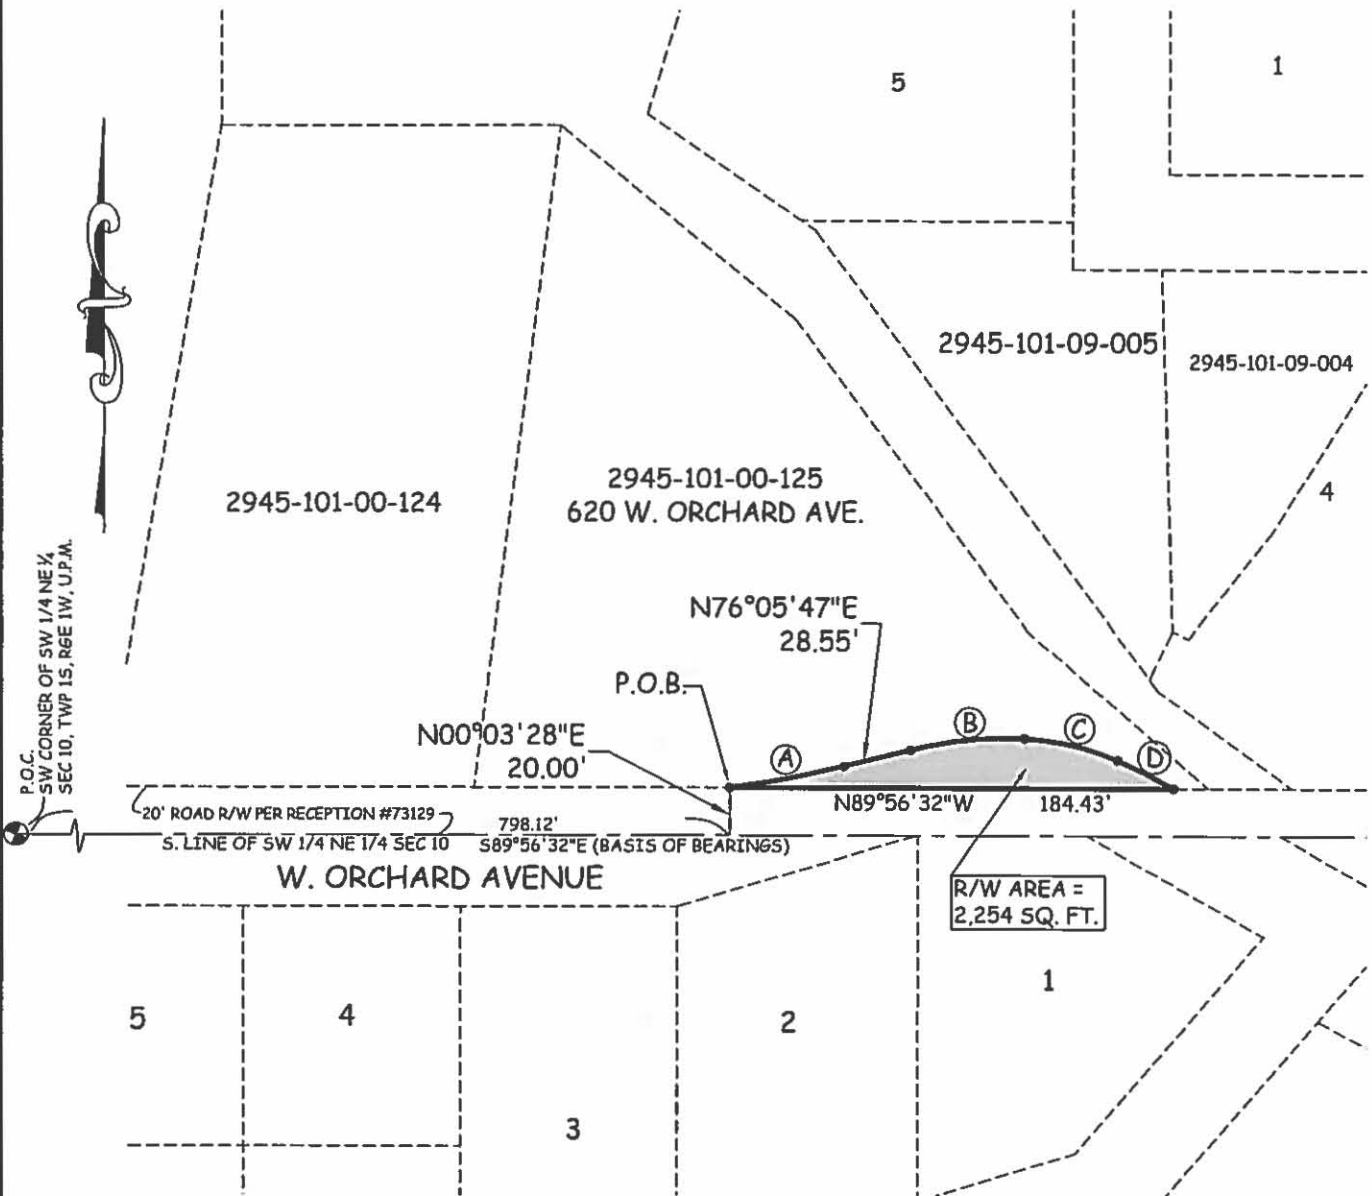 5
1
2945-101-09-005
2945-101-09-004
2945-101-00-124
2945-101-00-125
620 W. ORCHARD AVE.
4
P.O.C.
SW CORNER OF SW 1/4 NE ¼
SEC 10, TWP 1S, RGE 1W, U.P.M.
N76°05'47"E
28.55'
P.O.B.
N00°03'28"E
20.00'
A
B
C
D
N89°56'32"W 184.43'
20' ROAD R/W PER RECEPTION #73129
798.12'
S. LINE OF SW 1/4 NE 1/4 SEC 10 S89°56'32"E (BASIS OF BEARINGS)
W. ORCHARD AVENUE
R/W AREA =
2,254 SQ. FT.
5
4
3
2
1